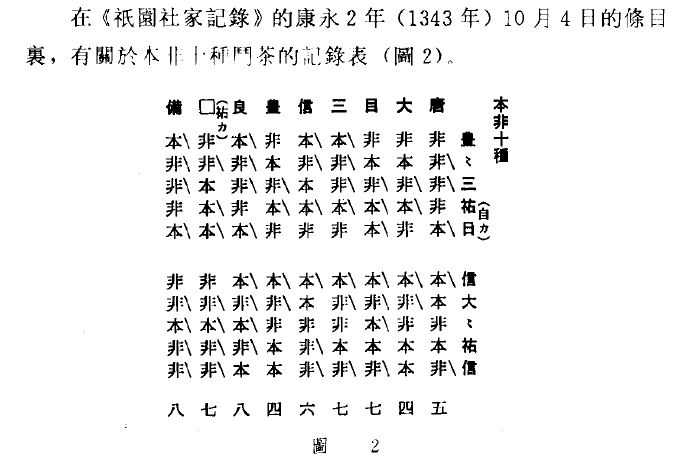 在《祇園社家記錄》的康永2年（1343年）10月4日的條目
裏，有關於本非十種鬥茶的記錄表（圖2）。
本非十種
備 □（祐カ） 良 豊 信 三 目 大 唐
本\ 非\ 本\ 非 本\ 本\ 非 非 非 豊
非\ 非\ 非\ 本 非\ 非\ 本 本 非\ 〻
非\ 本 非\ 非\ 本 非\ 非\ 非\ 非\ 三
非 本\ 非 本\ 本\ 本\ 本\ 本\ 非 祐
本\ 本\ 本\ 非 非 非 本\ 非 本\ 日（自カ）
非 非 本\ 本\ 本\ 本\ 本\ 本\ 本\ 信
非\ 非\ 非\ 非\ 本 非\ 非\ 非\ 本 大
本\ 本\ 本\ 非 非 非 本\ 非 非 〻
非\ 非\ 非\ 本 非\ 本 本 本 本 祐
非\ 非\ 本 本 非\ 非\ 非\ 本 非\ 信
八 七 八 四 六 七 七 四 五
圖 2